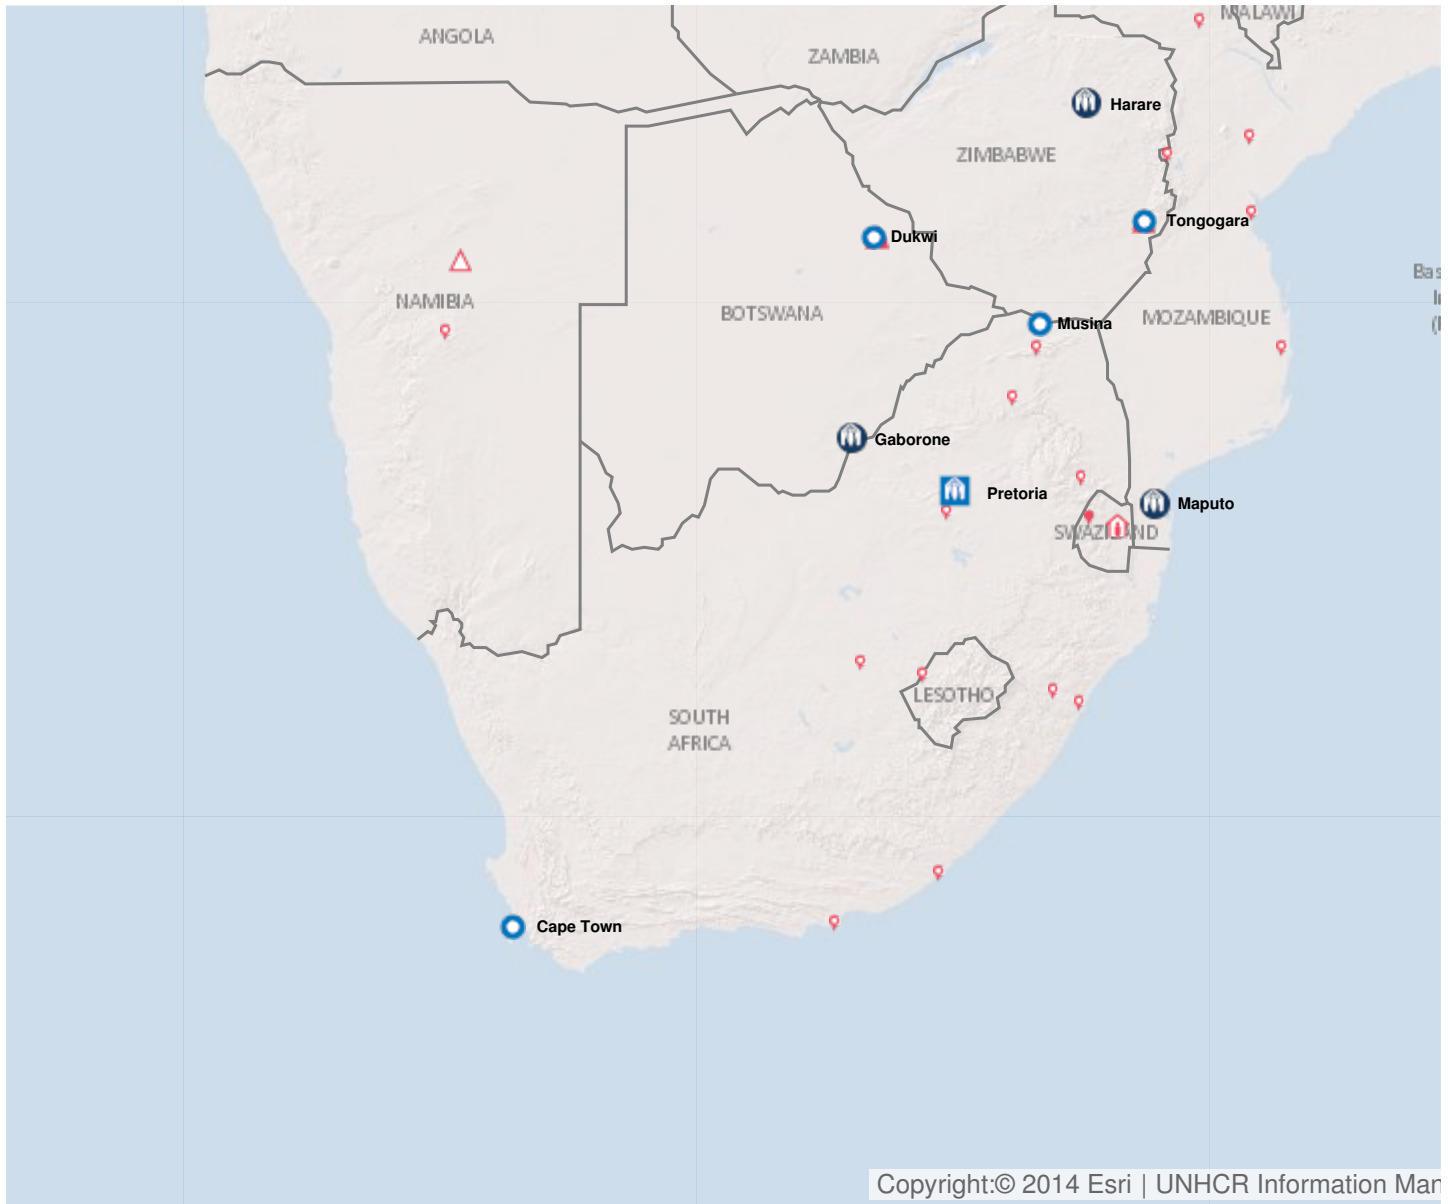 MALAWI
ANGOLA
ZAMBIA
Harare
ZIMBABWE
Tongogara
Dukwi
Bas
NAMIBIA
BOTSWANA
MOZAMBIQUE
Musina
Gaborone
Pretoria
Maputo
SWAZILAND
LESOTHO
SOUTH
AFRICA
Cape Town
Copyright:© 2014 Esri | UNHCR Information Man